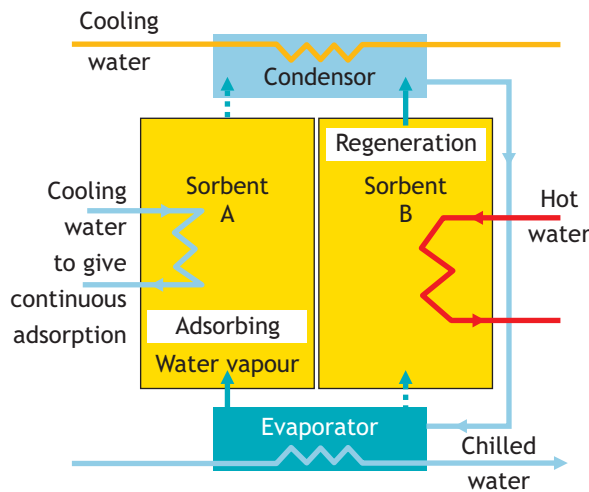 Cooling
water
Condensor
Regeneration
Sorbent
A
Sorbent
B
Cooling
water
to give
continuous
adsorption
Hot
water
Adsorbing
Water vapour
Evaporator
Chilled
water